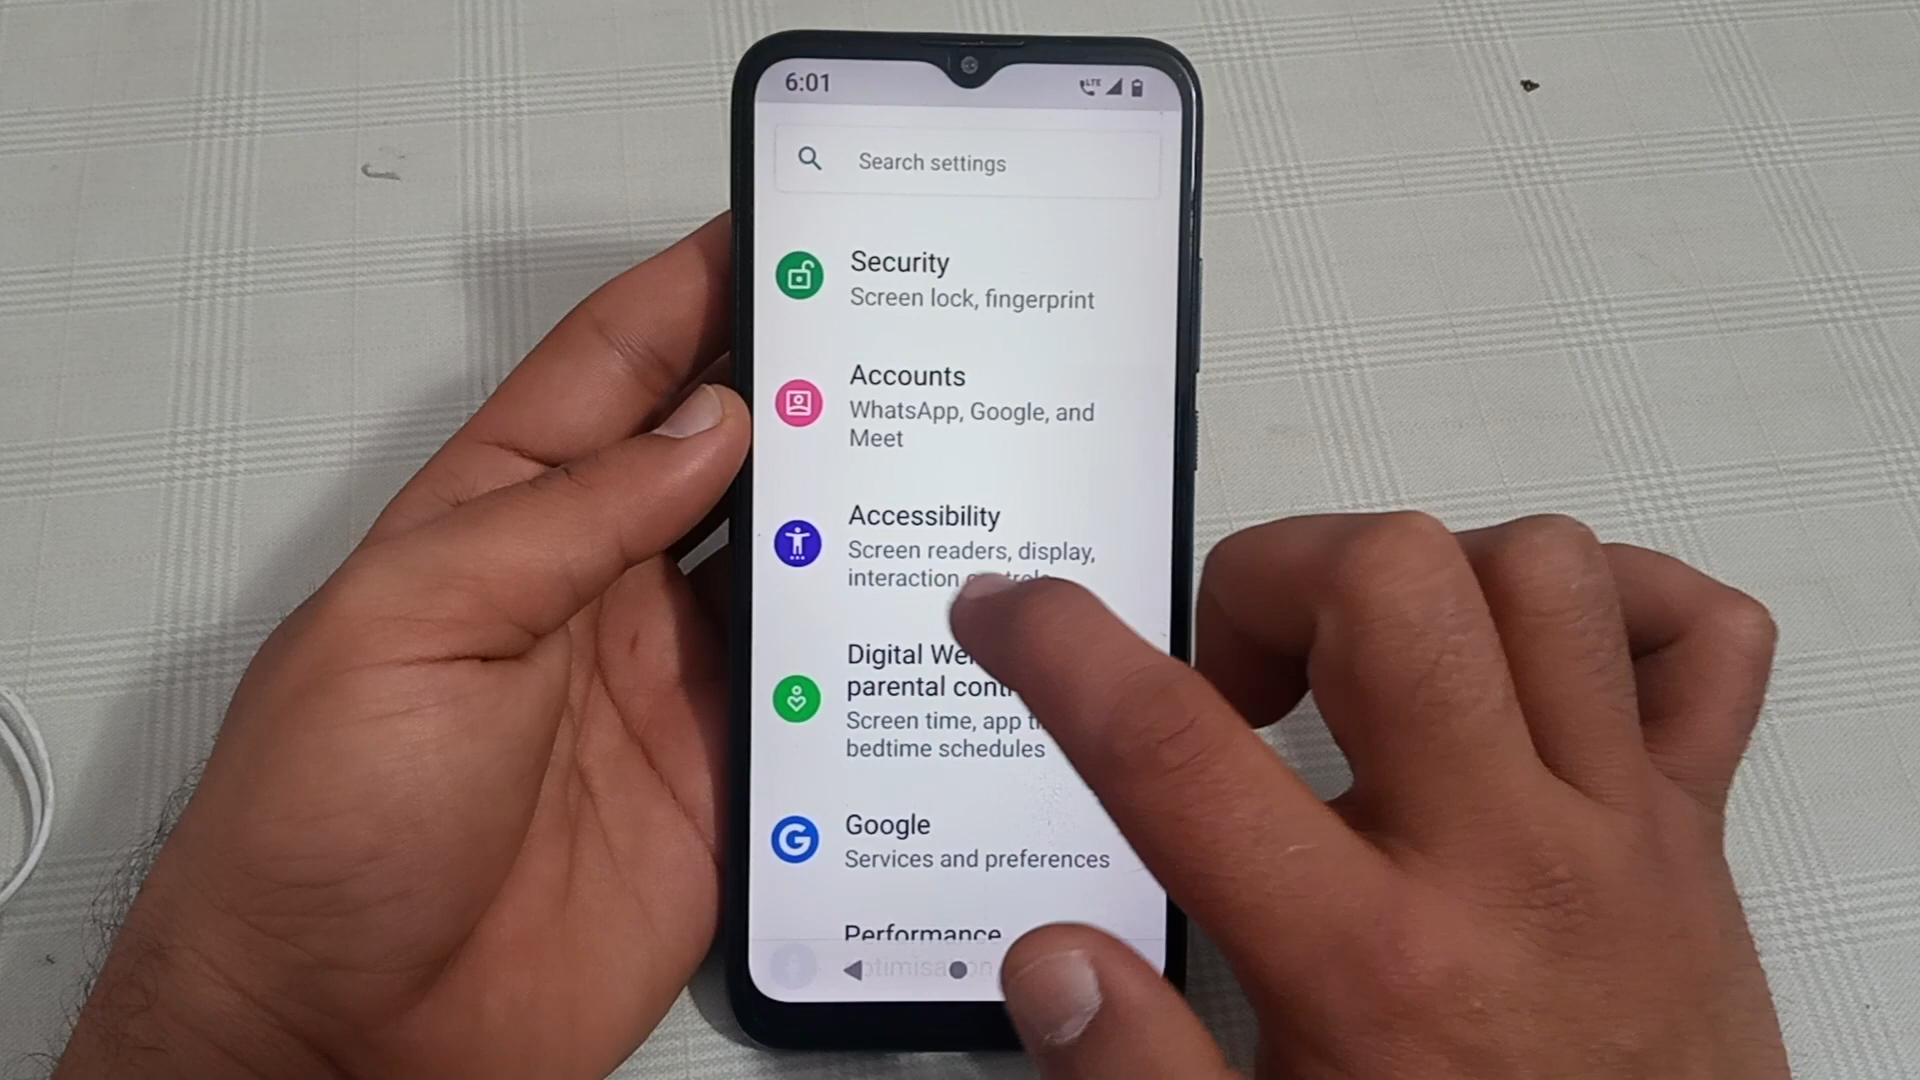 6:01
LTE
Search settings
Security
Screen lock, fingerprint
Accounts
WhatsApp, Google, and
Meet
Accessibility
Screen readers, display,
interaction
Digital
parental
Screen time, app
bedtime schedules
Google
Services and preferences
Performance